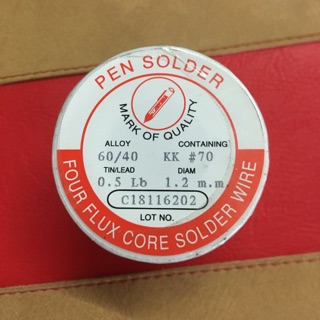 PEN SOLDER
MARK OF QUALITY
ALLOY CONTAINING
60/40 KK #70
TIN/LEAD DIAM
0.5 Lb 1.2 m.m.
C18116202
LOT NO.
FOUR FLUX CORE SOLDER WIRE